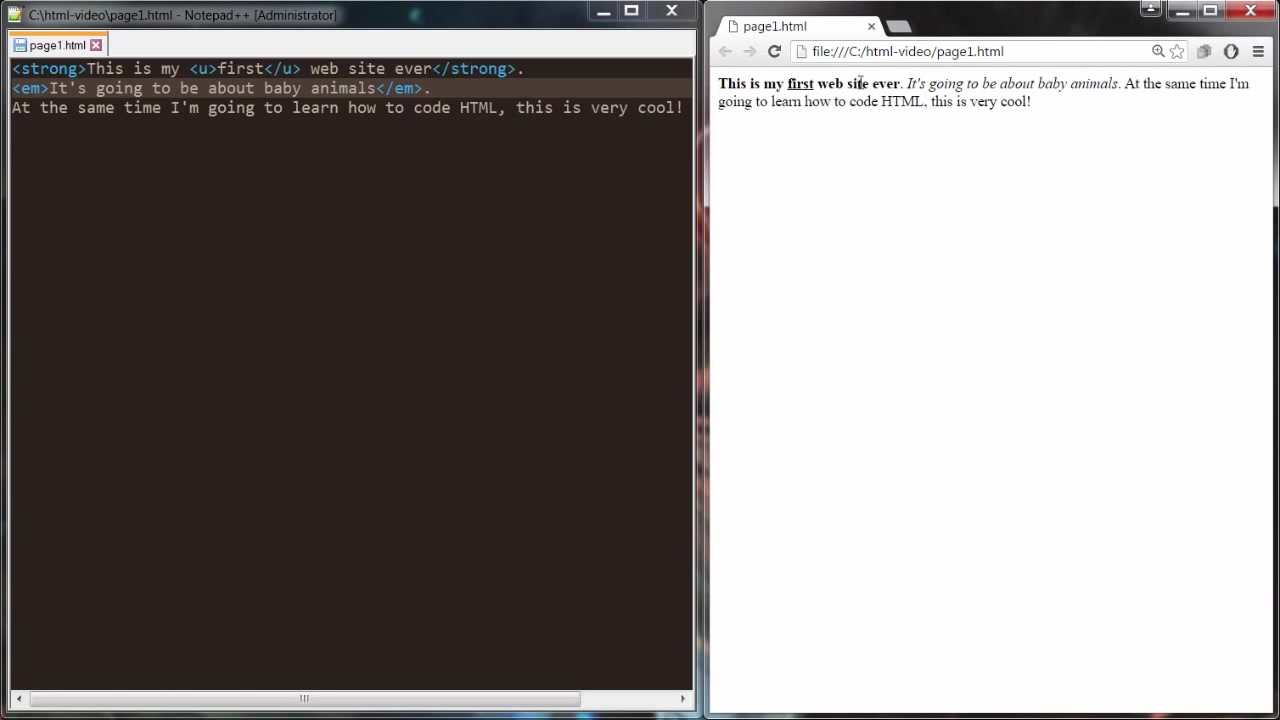 C:\html-video\page1.html - Notepad++ [Administrator]
page1.html
<strong>This is my <u>first</u> web site ever</strong>.
<em>It's going to be about baby animals</em>.
At the same time I'm going to learn how to code HTML, this is very cool!
page1.html
file:///C:/html-video/page1.html
This is my first web site ever. It's going to be about baby animals. At the same time I'm
going to learn how to code HTML, this is very cool!